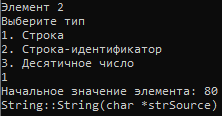 Элемент 2
Выберите тип
1. Строка
2. Строка-идентификатор
3. Десятичное число
1
Начальное значение элемента: 80
String::String(char *strSource)